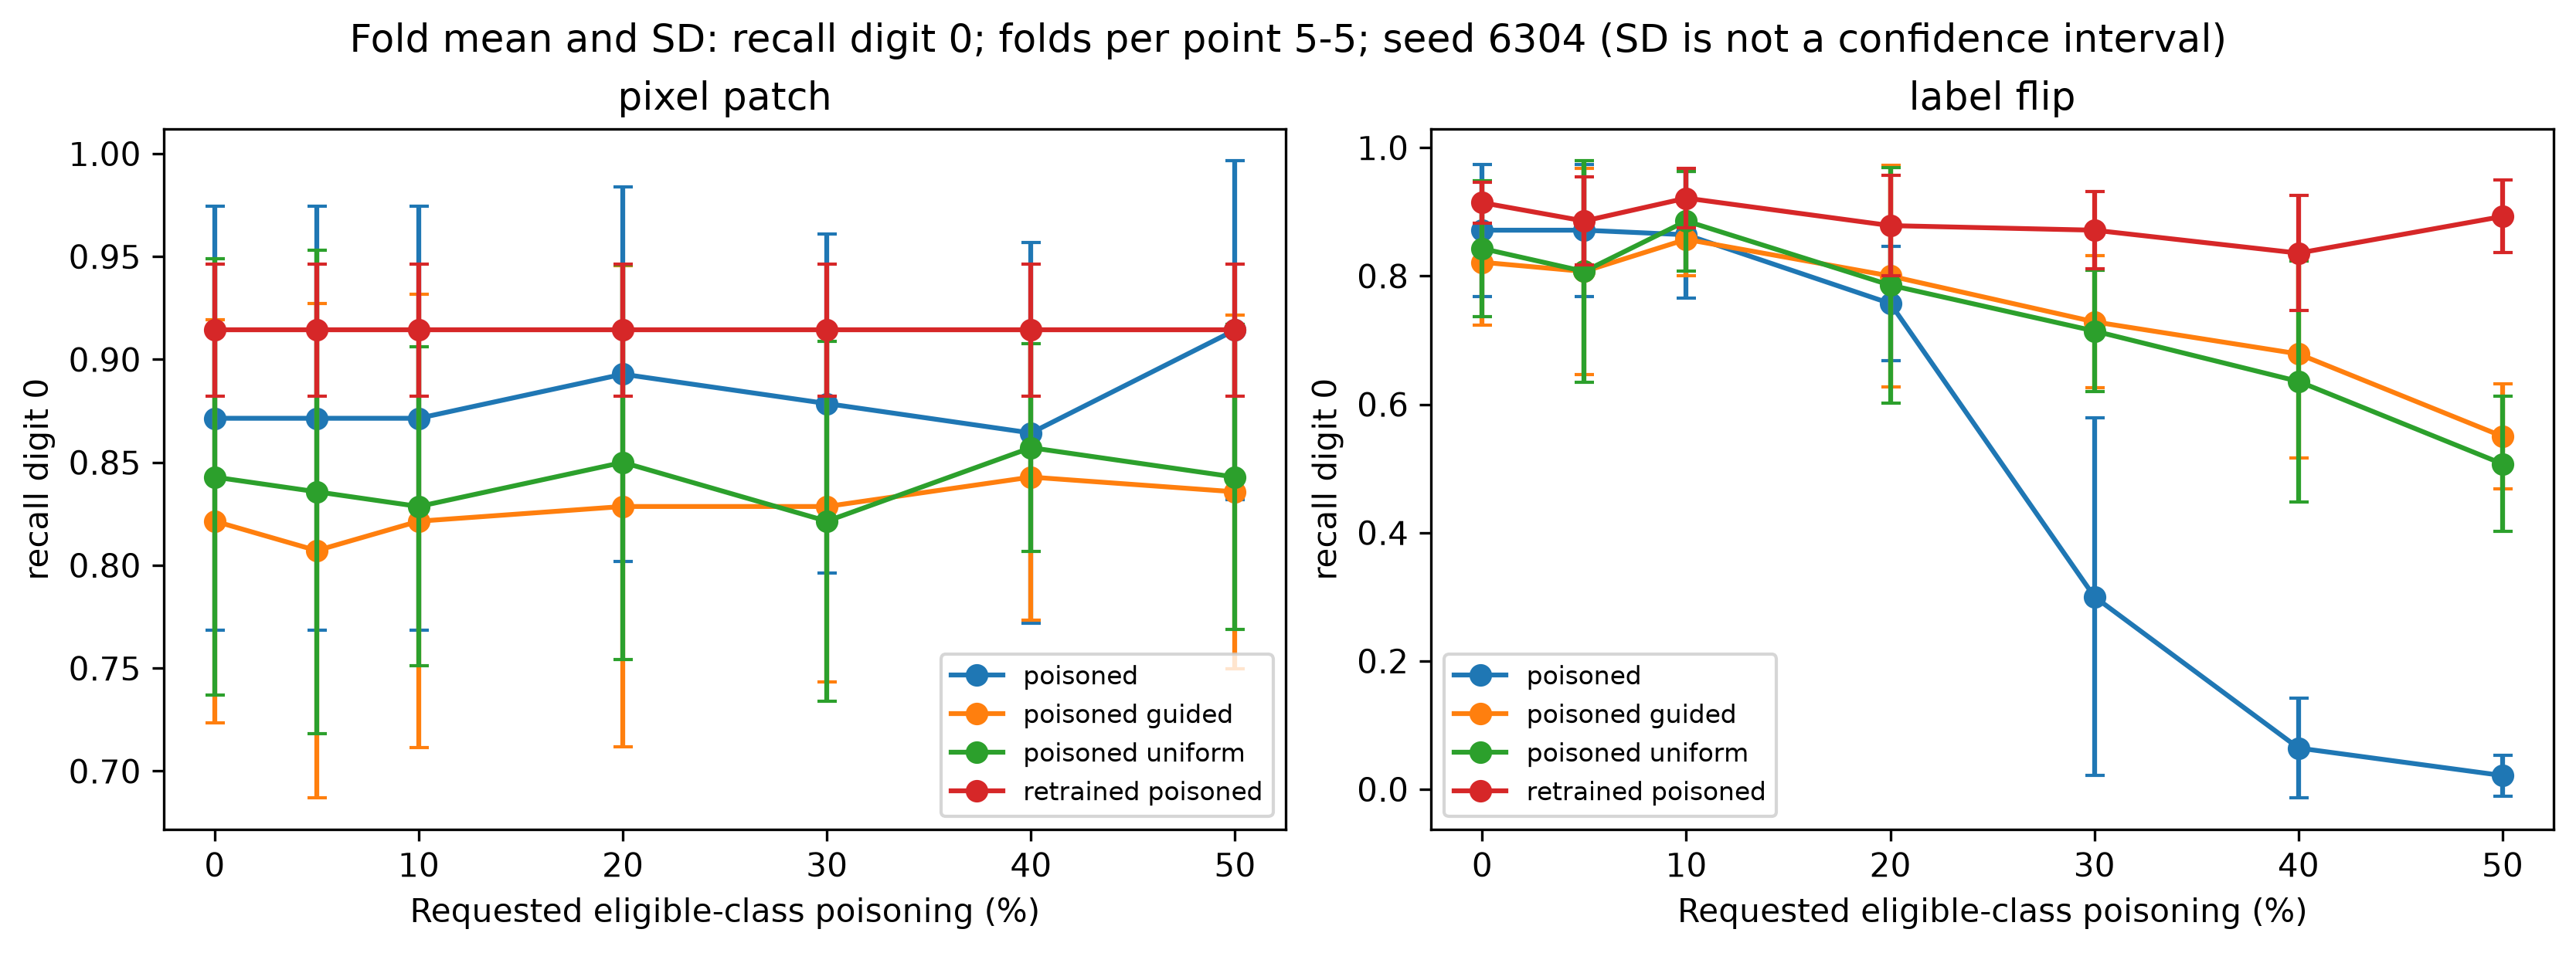 Fold mean and SD: recall digit 0; folds per point 5-5; seed 6304 (SD is not a confidence interval)
pixel patch
recall digit 0
1.00
0.95
0.90
0.85
0.80
0.75
0.70
0 10 20 30 40 50
Requested eligible-class poisoning (%)
poisoned
poisoned guided
poisoned uniform
retrained poisoned
label flip
recall digit 0
1.0
0.8
0.6
0.4
0.2
0.0
0 10 20 30 40 50
Requested eligible-class poisoning (%)
poisoned
poisoned guided
poisoned uniform
retrained poisoned